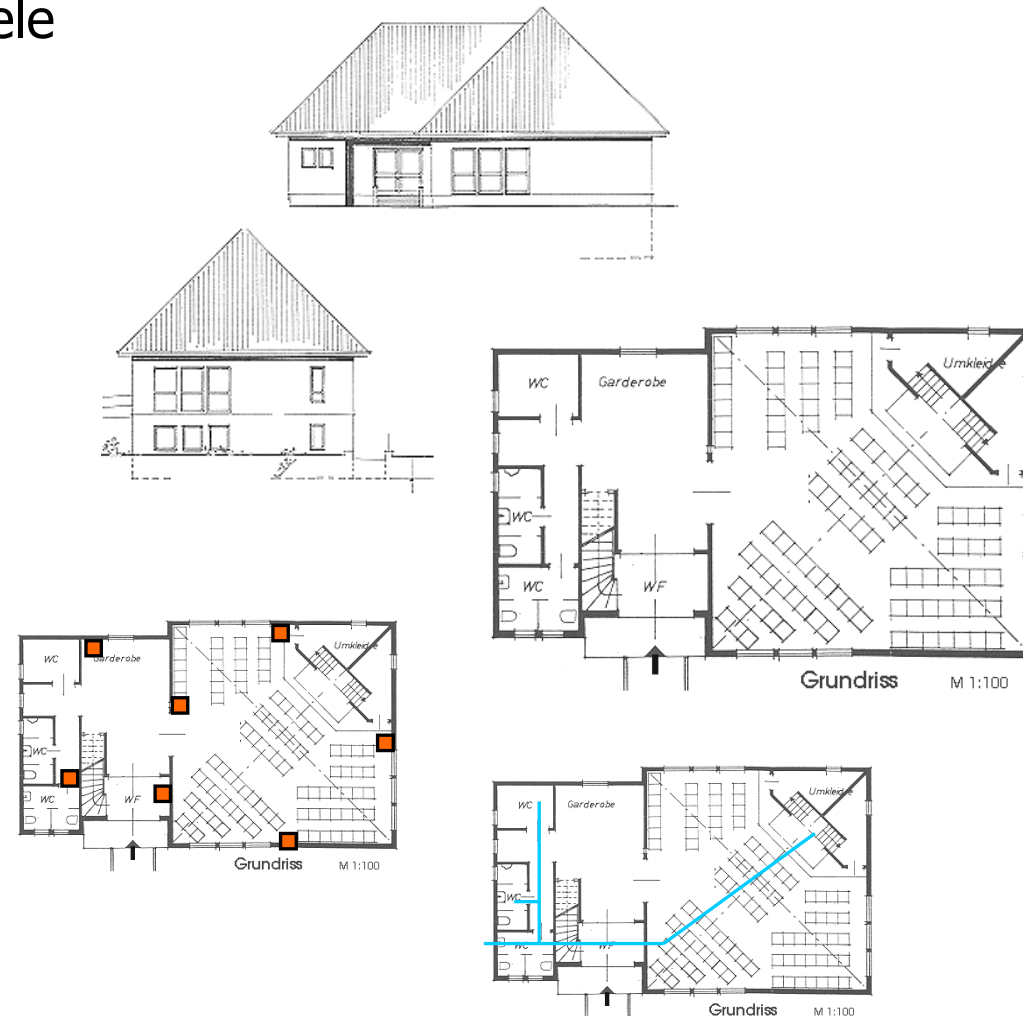 ele
WC
Garderobe
Umkleide
WC
WC
WF
Grundriss
M 1:100
WC
Garderobe
Umkleide
WC
WC
WF
Grundriss
M 1:100
WC
Garderobe
Umkleide
WC
WC
WF
Grundriss
M 1:100